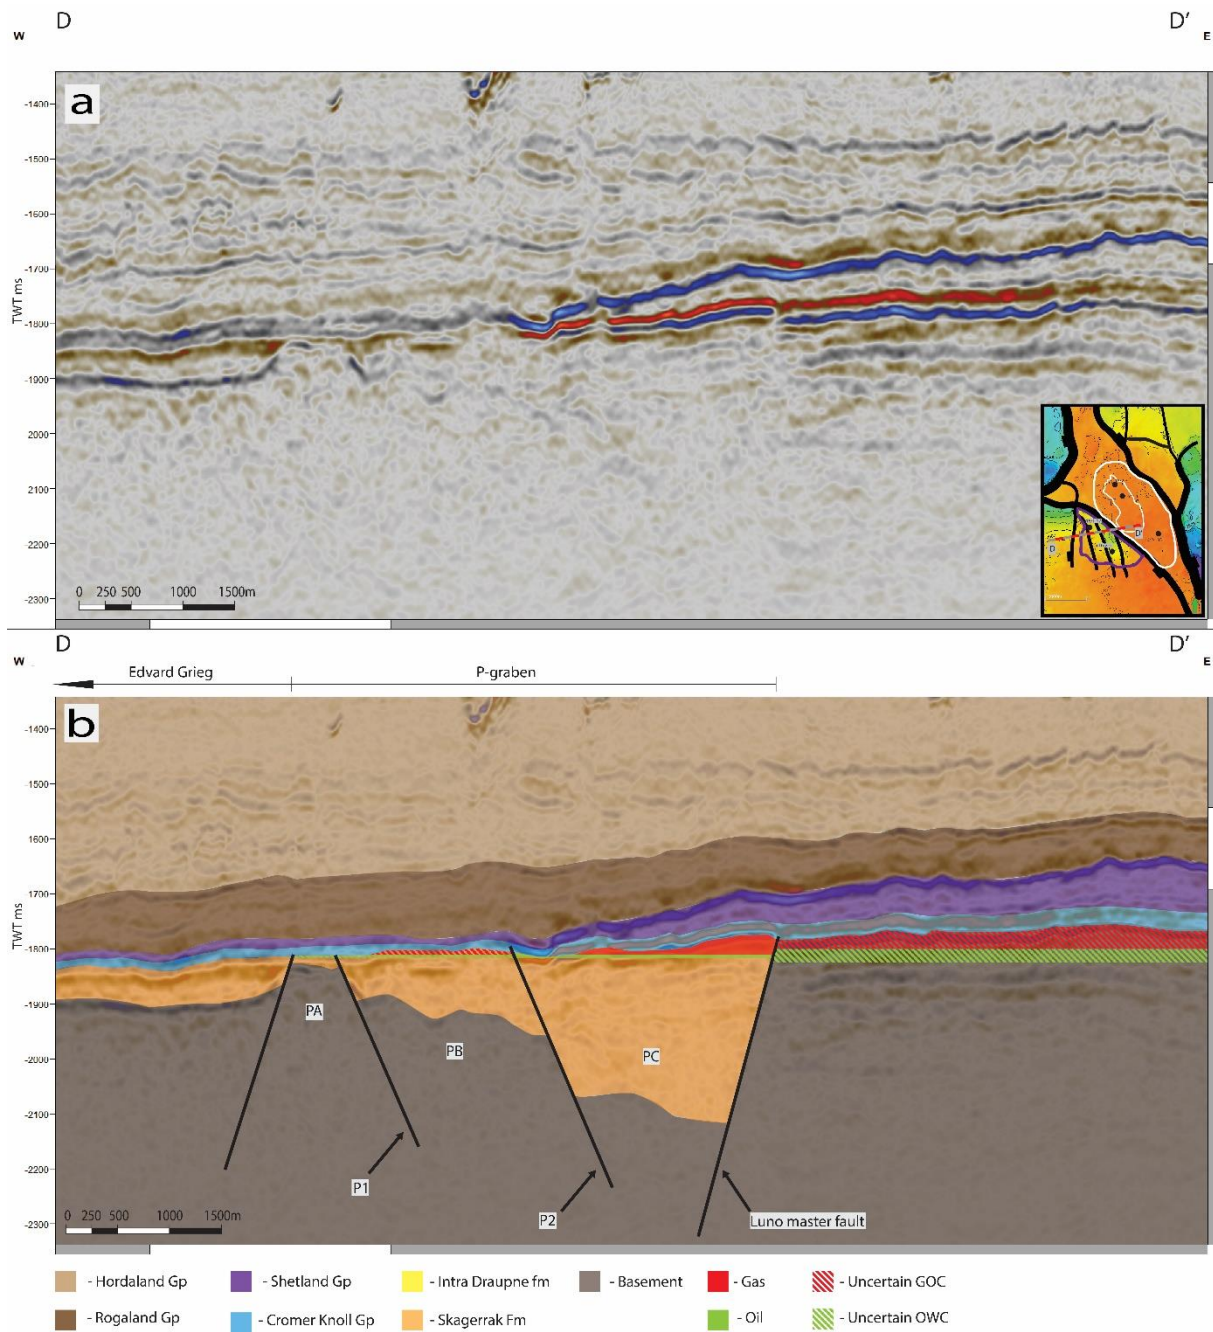 D D'
W E
a
-1400
-1500
-1600
-1700
TWT ms
-1800
-1900
-2000
-2100
-2200
-2300
0 250 500 1000 1500m
D D'
D D'
W E
Edvard Grieg P-graben
b
-1400
-1500
-1600
-1700
TWT ms
-1800
-1900
-2000
-2100
-2200
-2300
PA
PB
PC
P1
P2
Luno master fault
0 250 500 1000 1500m
- Hordaland Gp - Shetland Gp - Intra Draupne fm - Basement - Gas - Uncertain GOC
- Rogaland Gp - Cromer Knoll Gp - Skagerrak Fm - Oil - Uncertain OWC